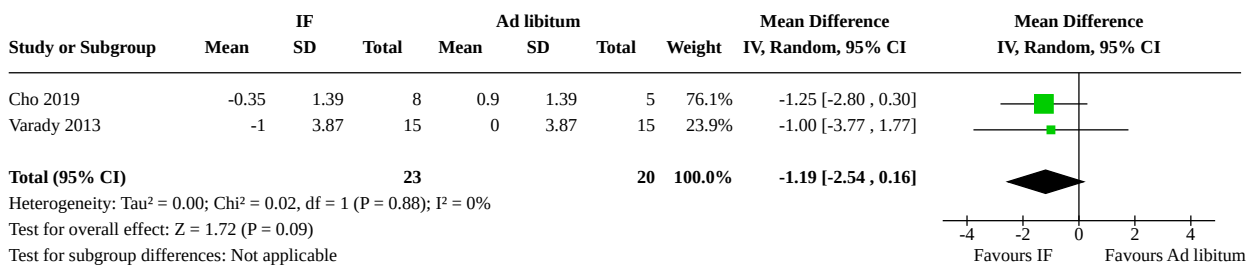 IF Ad libitum Mean Difference Mean Difference
Study or Subgroup Mean SD Total Mean SD Total Weight IV, Random, 95% CI IV, Random, 95% CI
Cho 2019 -0.35 1.39 8 0.9 1.39 5 76.1% -1.25 [-2.80 , 0.30]
Varady 2013 -1 3.87 15 0 3.87 15 23.9% -1.00 [-3.77 , 1.77]
Total (95% CI) 23 20 100.0% -1.19 [-2.54 , 0.16]
Heterogeneity: Tau² = 0.00; Chi² = 0.02, df = 1 (P = 0.88); I² = 0%
Test for overall effect: Z = 1.72 (P = 0.09)
Test for subgroup differences: Not applicable
-4 -2 0 2 4
Favours IF Favours Ad libitum